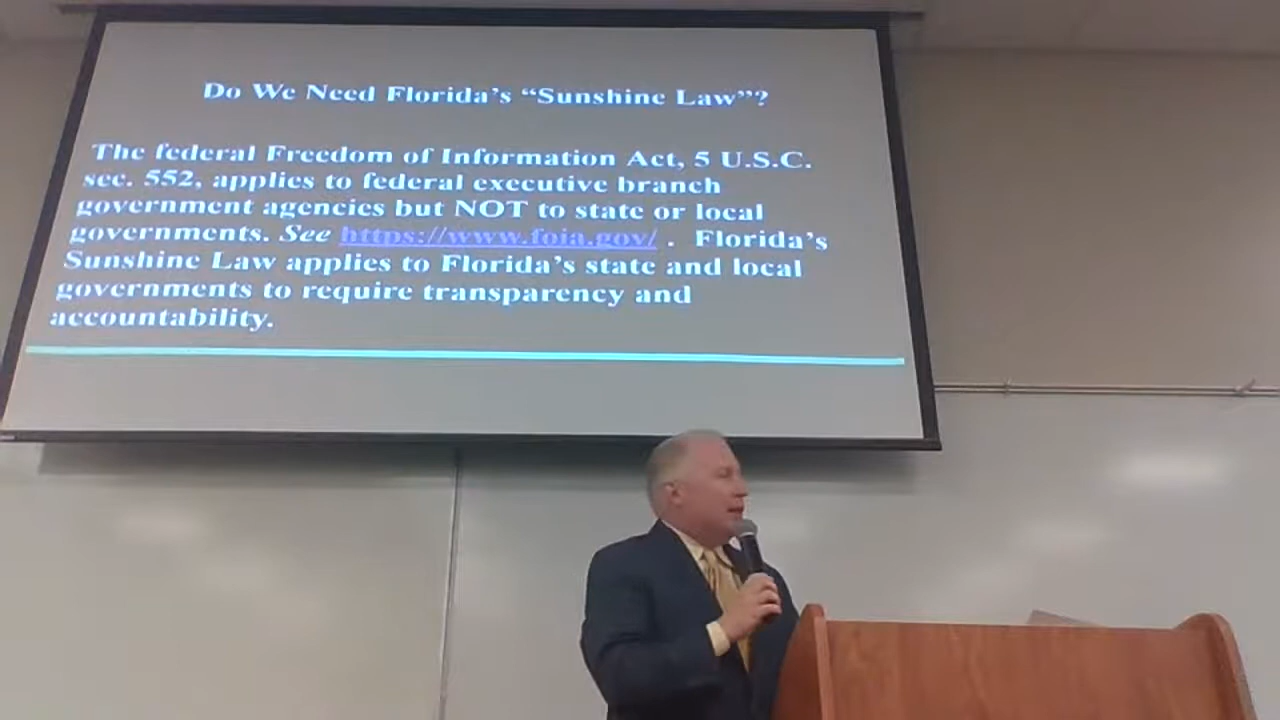 Do We Need Florida's “Sunshine Law”?
The federal Freedom of Information Act, 5 U.S.C.
sec. 552, applies to federal executive branch
government agencies but NOT to state or local
governments. See https://www.foia.gov/ . Florida's
Sunshine Law applies to Florida's state and local
governments to require transparency and
accountability.